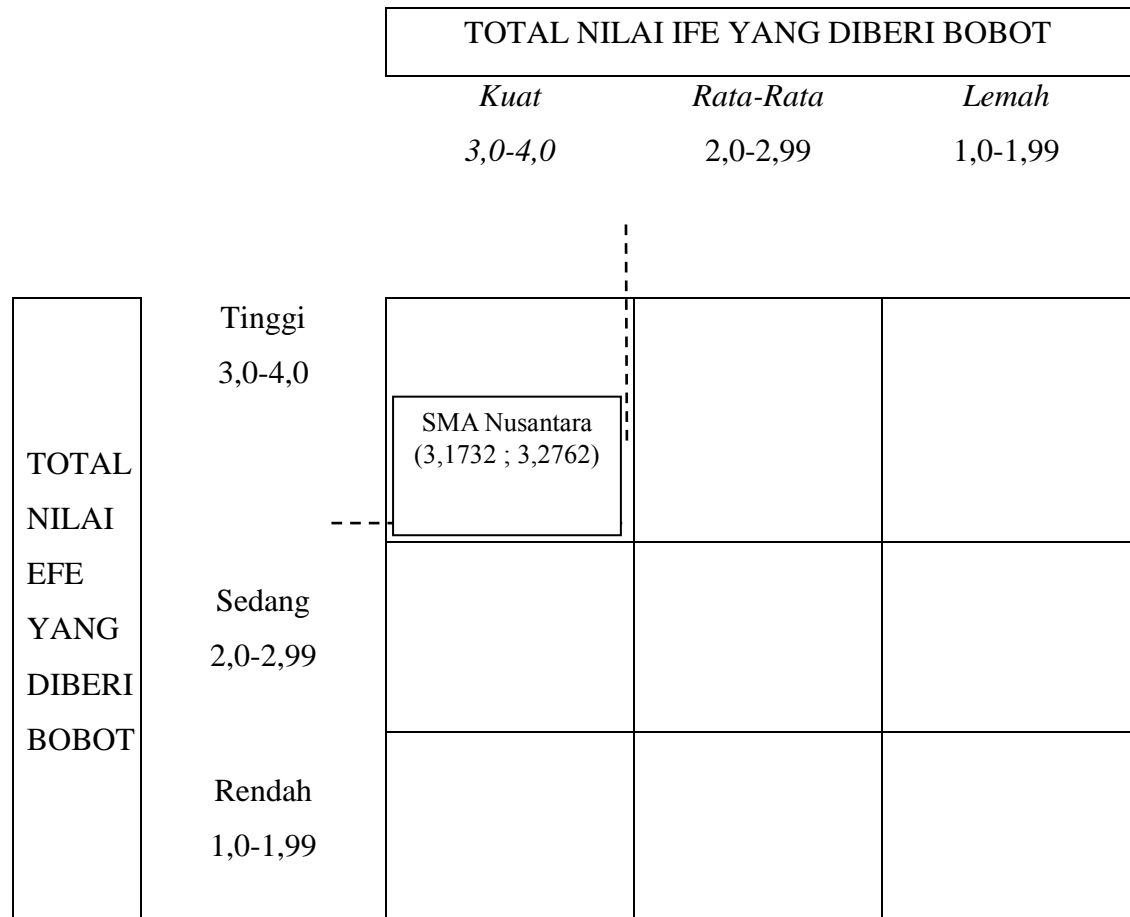 TOTAL NILAI IFE YANG DIBERI BOBOT
Kuat Rata-Rata Lemah
3,0-4,0 2,0-2,99 1,0-1,99
Tinggi
3,0-4,0
SMA Nusantara
(3,1732 ; 3,2762)
TOTAL
NILAI
EFE
YANG
DIBERI
BOBOT
Sedang
2,0-2,99
Rendah
1,0-1,99